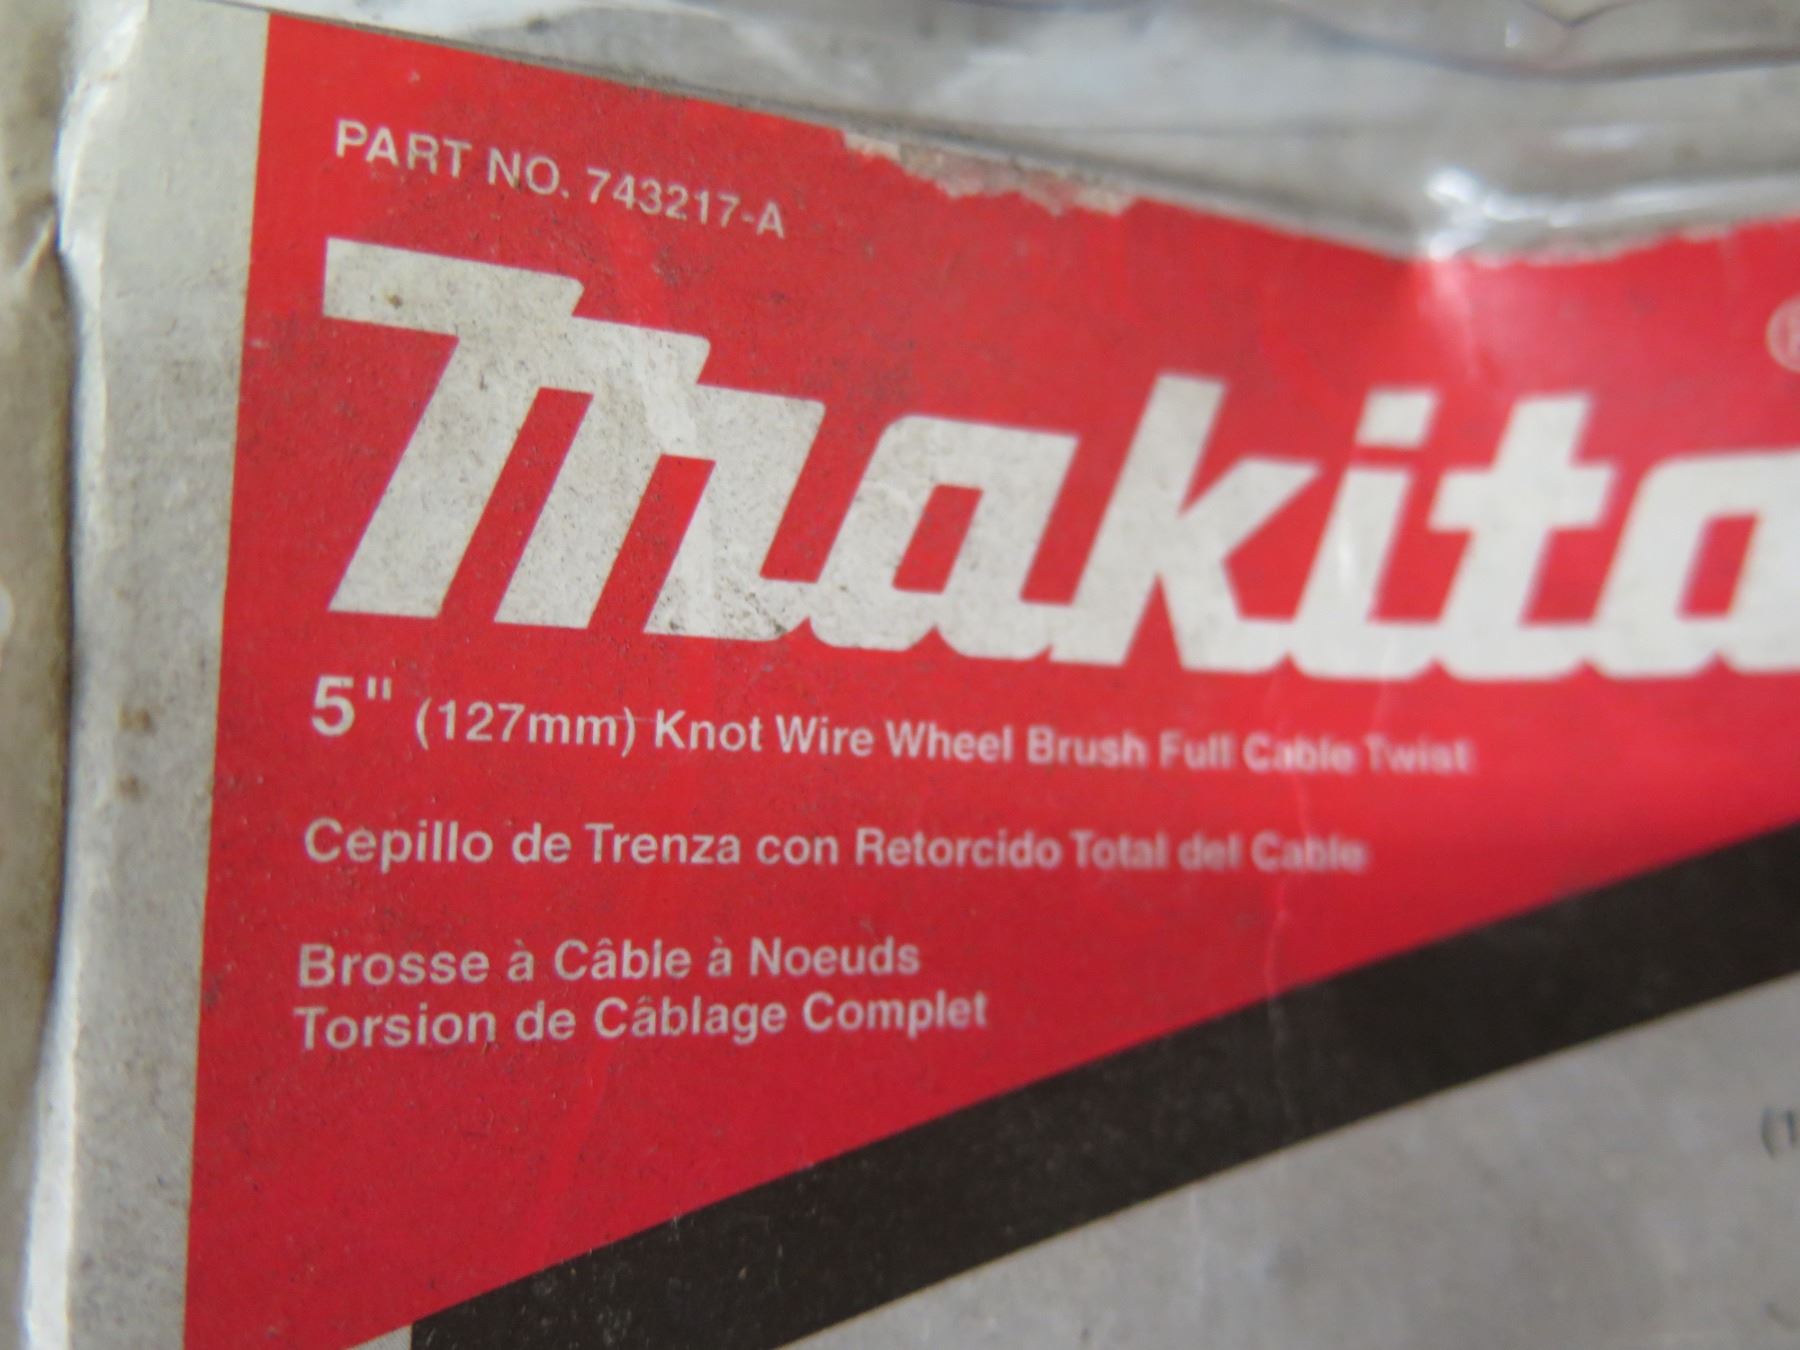 PART NO. 743217-A
makita
5" (127mm) Knot Wire Wheel Brush Full Cable Twist
Cepillo de Trenza con Retorcido Total del Cable
Brosse à Câble à Noeuds
Torsion de Câblage Complet